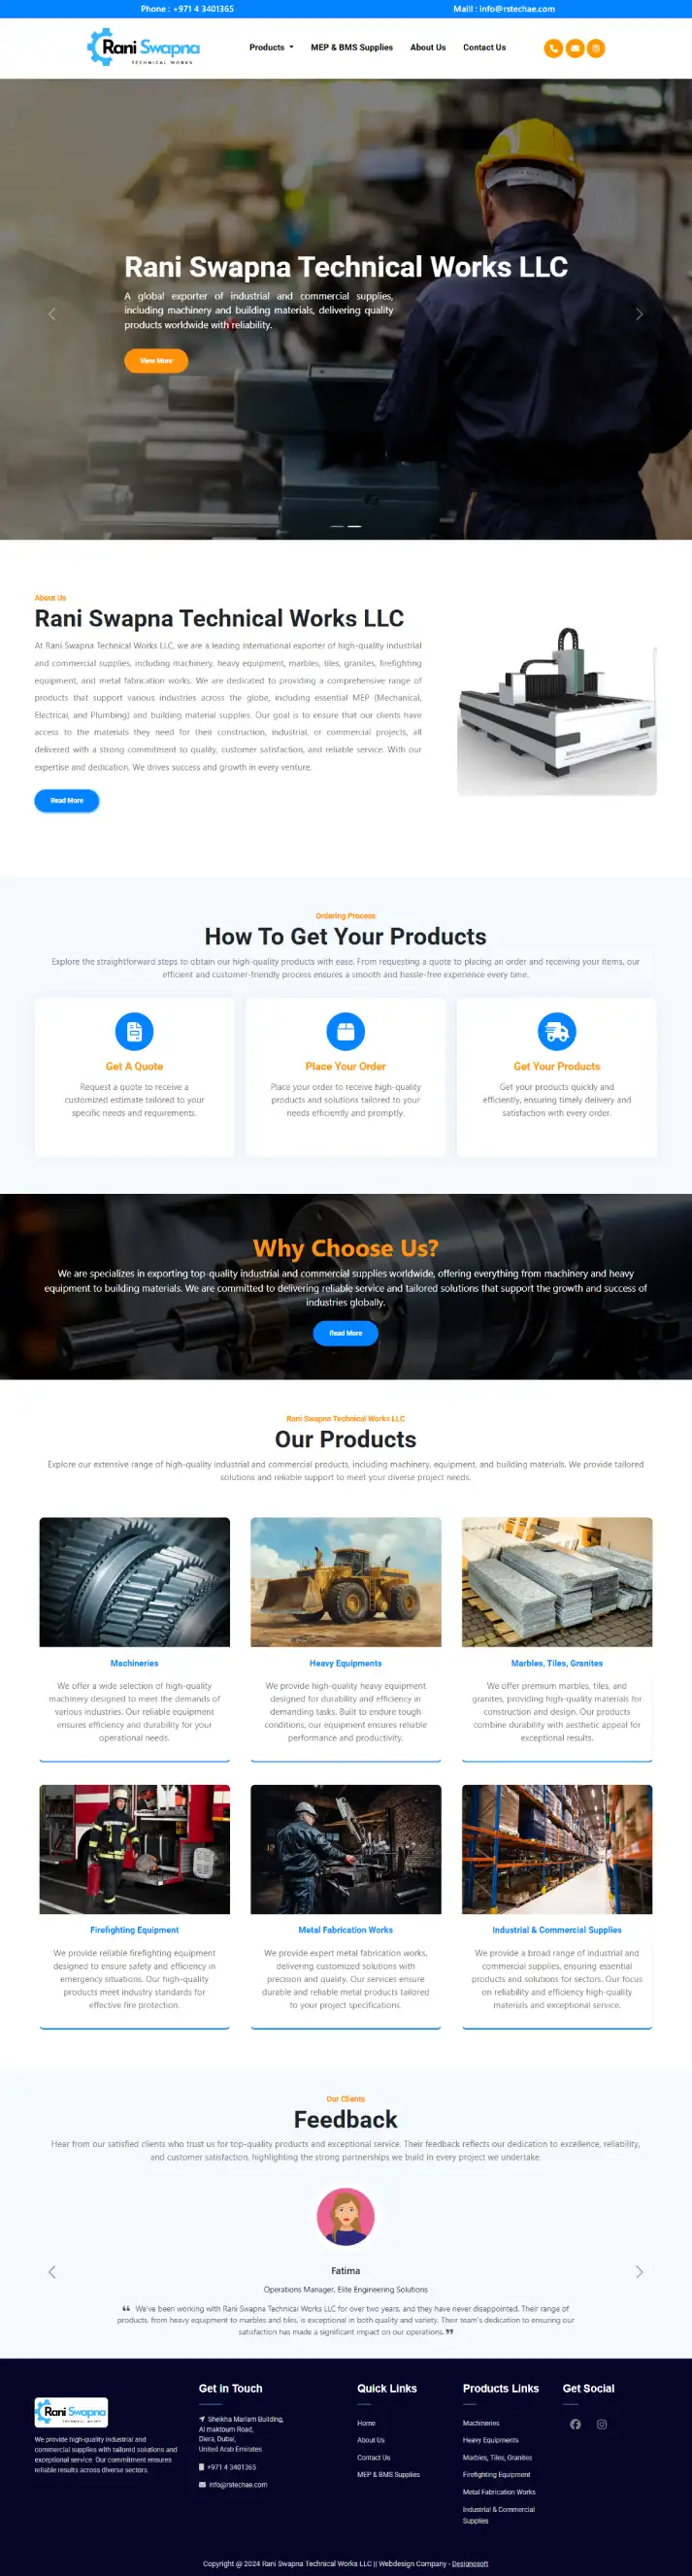 Phone : +971 4 3401365
Maill : info@rstechae.com
Rani Swapna
TECHNICAL WORKS
Products
MEP & BMS Supplies
About Us
Contact Us
Rani Swapna Technical Works LLC
A global exporter of industrial and commercial supplies,
including machinery and building materials, delivering quality
products worldwide with reliability.
View More
About Us
Rani Swapna Technical Works LLC
At Rani Swapna Technical Works LLC, we are a leading international exporter of high-quality industrial
and commercial supplies, including machinery, heavy equipment, marbles, tiles, granites, firefighting
equipment, and metal fabrication works. We are dedicated to providing a comprehensive range of
products that support various industries across the globe, including essential MEP (Mechanical,
Electrical, and Plumbing) and building material supplies. Our goal is to ensure that our clients have
access to the materials they need for their construction, industrial, or commercial projects, all
delivered with a strong commitment to quality, customer satisfaction, and reliable service. With our
expertise and dedication, We drives success and growth in every venture.
Read More
Ordering Process
How To Get Your Products
Explore the straightforward steps to obtain our high-quality products with ease. From requesting a quote to placing an order and receiving your items, our
efficient and customer-friendly process ensures a smooth and hassle-free experience every time.
Get A Quote
Request a quote to receive a
customized estimate tailored to your
specific needs and requirements.
Place Your Order
Place your order to receive high-quality
products and solutions tailored to your
needs efficiently and promptly.
Get Your Products
Get your products quickly and
efficiently, ensuring timely delivery and
satisfaction with every order.
Why Choose Us?
We are specializes in exporting top-quality industrial and commercial supplies worldwide, offering everything from machinery and heavy
equipment to building materials. We are committed to delivering reliable service and tailored solutions that support the growth and success of
industries globally.
Read More
Rani Swapna Technical Works LLC
Our Products
Explore our extensive range of high-quality industrial and commercial products, including machinery, equipment, and building materials. We provide tailored
solutions and reliable support to meet your diverse project needs.
Machineries
We offer a wide selection of high-quality
machinery designed to meet the demands of
various industries. Our reliable equipment
ensures efficiency and durability for your
operational needs.
Heavy Equipments
We provide high-quality heavy equipment
designed for durability and efficiency in
demanding tasks. Built to endure tough
conditions, our equipment ensures reliable
performance and productivity.
Marbles, Tiles, Granites
We offer premium marbles, tiles, and
granites, providing high-quality materials for
construction and design. Our products
combine durability with aesthetic appeal for
exceptional results.
Firefighting Equipment
We provide reliable firefighting equipment
designed to ensure safety and efficiency in
emergency situations. Our high-quality
products meet industry standards for
effective fire protection.
Metal Fabrication Works
We provide expert metal fabrication works,
delivering customized solutions with
precision and quality. Our services ensure
durable and reliable metal products tailored
to your project specifications.
Industrial & Commercial Supplies
We provide a broad range of industrial and
commercial supplies, ensuring essential
products and solutions for sectors. Our focus
on reliability and efficiency high-quality
materials and exceptional service.
Our Clients
Feedback
Hear from our satisfied clients who trust us for top-quality products and exceptional service. Their feedback reflects our dedication to excellence, reliability,
and customer satisfaction, highlighting the strong partnerships we build in every project we undertake.
Fatima
Operations Manager, Elite Engineering Solutions
“ We've been working with Rani Swapna Technical Works LLC for over two years, and they have never disappointed. Their range of
products, from heavy equipment to marbles and tiles, is exceptional in both quality and variety. Their team's dedication to ensuring our
satisfaction has made a significant impact on our operations. ”
Rani Swapna
TECHNICAL WORKS
We provide high-quality industrial and
commercial supplies with tailored solutions and
exceptional service. Our commitment ensures
reliable results across diverse sectors.
Get in Touch
Sheikha Mariam Building,
Al maktoum Road,
Diera, Dubai,
United Arab Emirates
+971 4 3401365
info@rstechae.com
Quick Links
Home
About Us
Contact Us
MEP & BMS Supplies
Products Links
Machineries
Heavy Equipments
Marbles, Tiles, Granites
Firefighting Equipment
Metal Fabrication Works
Industrial & Commercial
Supplies
Get Social
Copyright @ 2024 Rani Swapna Technical Works LLC || Webdesign Company - Designosoft